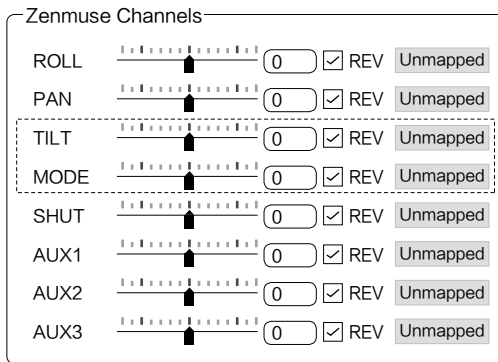 Zenmuse Channels
ROLL 0 REV Unmapped
PAN 0 REV Unmapped
TILT 0 REV Unmapped
MODE 0 REV Unmapped
SHUT 0 REV Unmapped
AUX1 0 REV Unmapped
AUX2 0 REV Unmapped
AUX3 0 REV Unmapped